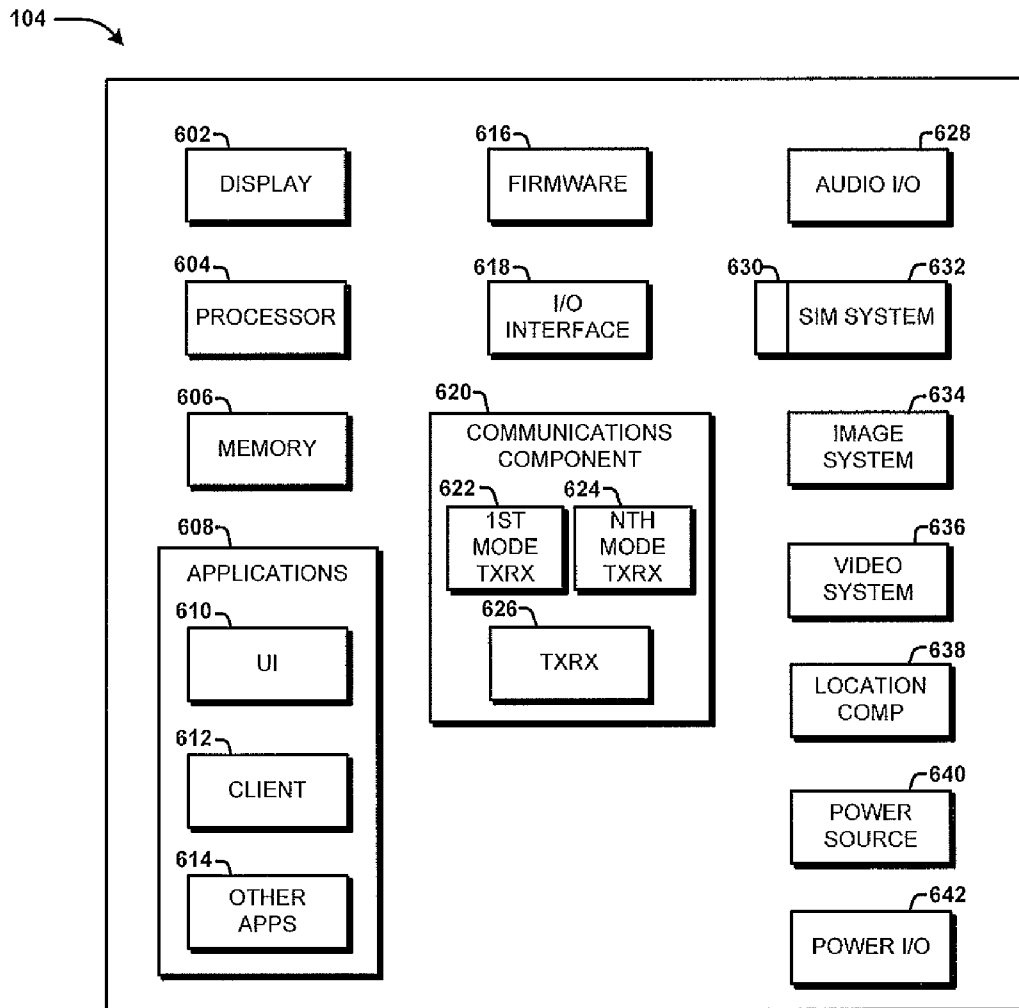 104
602
DISPLAY
604
PROCESSOR
606
MEMORY
608
APPLICATIONS
610
UI
612
CLIENT
614
OTHER
APPS
616
FIRMWARE
618
I/O
INTERFACE
620
COMMUNICATIONS
COMPONENT
622
1ST
MODE
TXRX
624
NTH
MODE
TXRX
626
TXRX
628
AUDIO I/O
630
632
SIM SYSTEM
634
IMAGE
SYSTEM
636
VIDEO
SYSTEM
638
LOCATION
COMP
640
POWER
SOURCE
642
POWER I/O